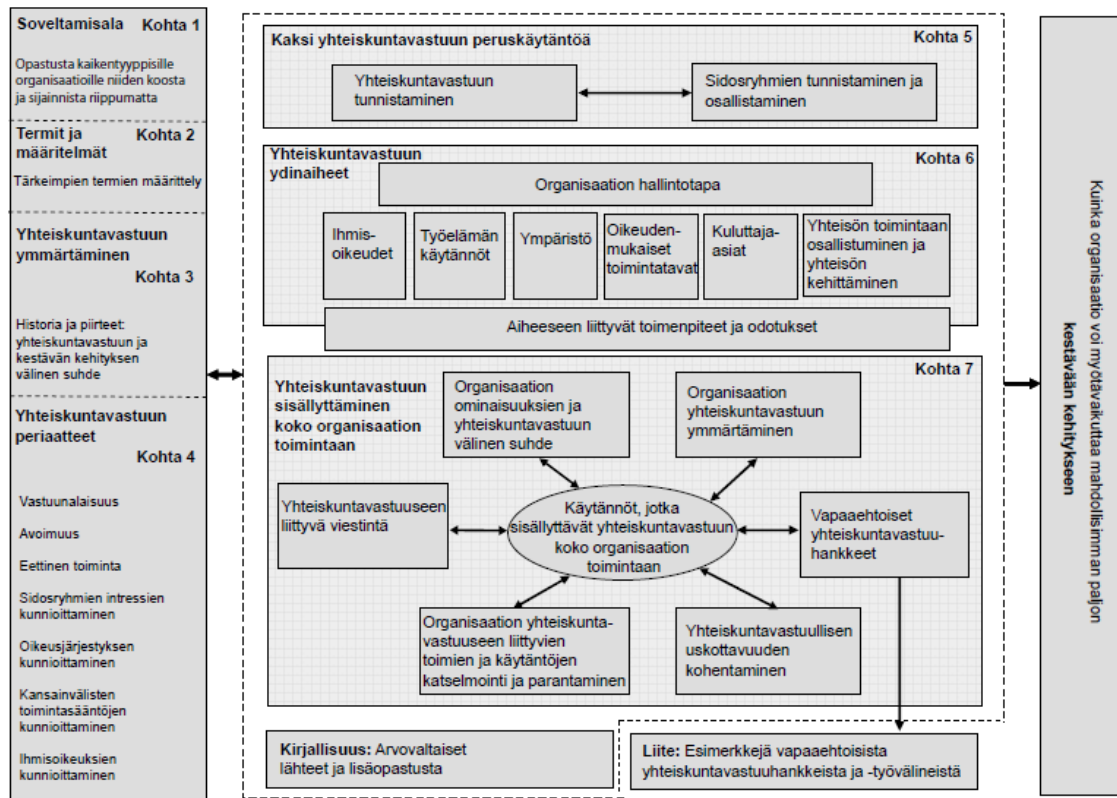 Soveltamisala Kohta 1
Opastusta kaikentyyppisille
organisaatioille niiden koosta
ja sijainnista riippumatta
Termit ja Kohta 2
määritelmät
Tärkeimpien termien määrittely
Yhteiskuntavastuun
ymmärtäminen
Kohta 3
Historia ja piirteet:
yhteiskuntavastuun ja
kestävän kehityksen
välinen suhde
Yhteiskuntavastuun
periaatteet
Kohta 4
Vastuunalaisuus
Avoimuus
Eettinen toiminta
Sidosryhmien intressien
kunnioittaminen
Oikeusjärjestyksen
kunnioittaminen
Kansainvälisten
toimintasääntöjen
kunnioittaminen
Ihmisoikeuksien
kunnioittaminen
Kaksi yhteiskuntavastuun peruskäytäntöä Kohta 5
Yhteiskuntavastuun
tunnistaminen
Sidosryhmien tunnistaminen ja
osallistaminen
Yhteiskuntavastuun Kohta 6
ydinaiheet
Organisaation hallintotapa
Ihmis-
oikeudet
Työelämän
käytännöt
Ympäristö
Oikeuden-
mukaiset
toimintatavat
Kuluttaja-
asiat
Yhteisön toimintaan
osallistuminen ja
yhteisön
kehittäminen
Aiheeseen liittyvät toimenpiteet ja odotukset
Kohta 7
Yhteiskuntavastuun
sisällyttäminen
koko organisaation
toimintaan
Organisaation
ominaisuuksien ja
yhteiskuntavastuun
välinen suhde
Organisaation
yhteiskuntavastuun
ymmärtäminen
Yhteiskuntavastuuseen
liittyvä viestintä
Käytännöt, jotka
sisällyttävät yhteiskuntavastuun
koko organisaation
toimintaan
Vapaaehtoiset
yhteiskuntavastuu-
hankkeet
Organisaation yhteiskunta-
vastuuseen liittyvien
toimien ja käytäntöjen
katselmointi ja parantaminen
Yhteiskuntavastuullisen
uskottavuuden
kohentaminen
Kirjallisuus: Arvovaltaiset
lähteet ja lisäopastusta
Liite: Esimerkkejä vapaaehtoisista
yhteiskuntavastuuhankkeista ja -työvälineistä
Kuinka organisaatio voi myötävaikuttaa mahdollisimman paljon
kestävään kehitykseen